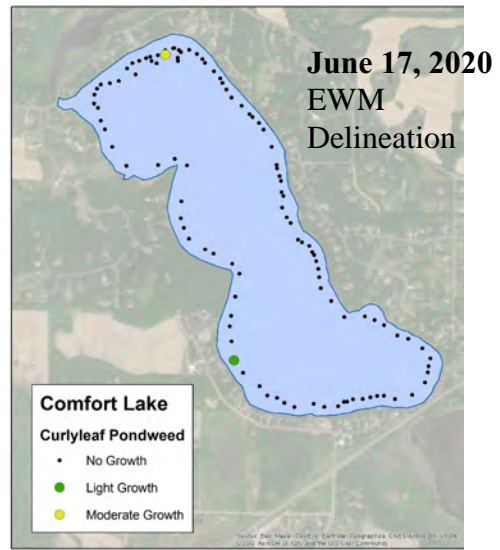 June 17, 2020
EWM
Delineation
Comfort Lake
Curlyleaf Pondweed
No Growth
Light Growth
Moderate Growth